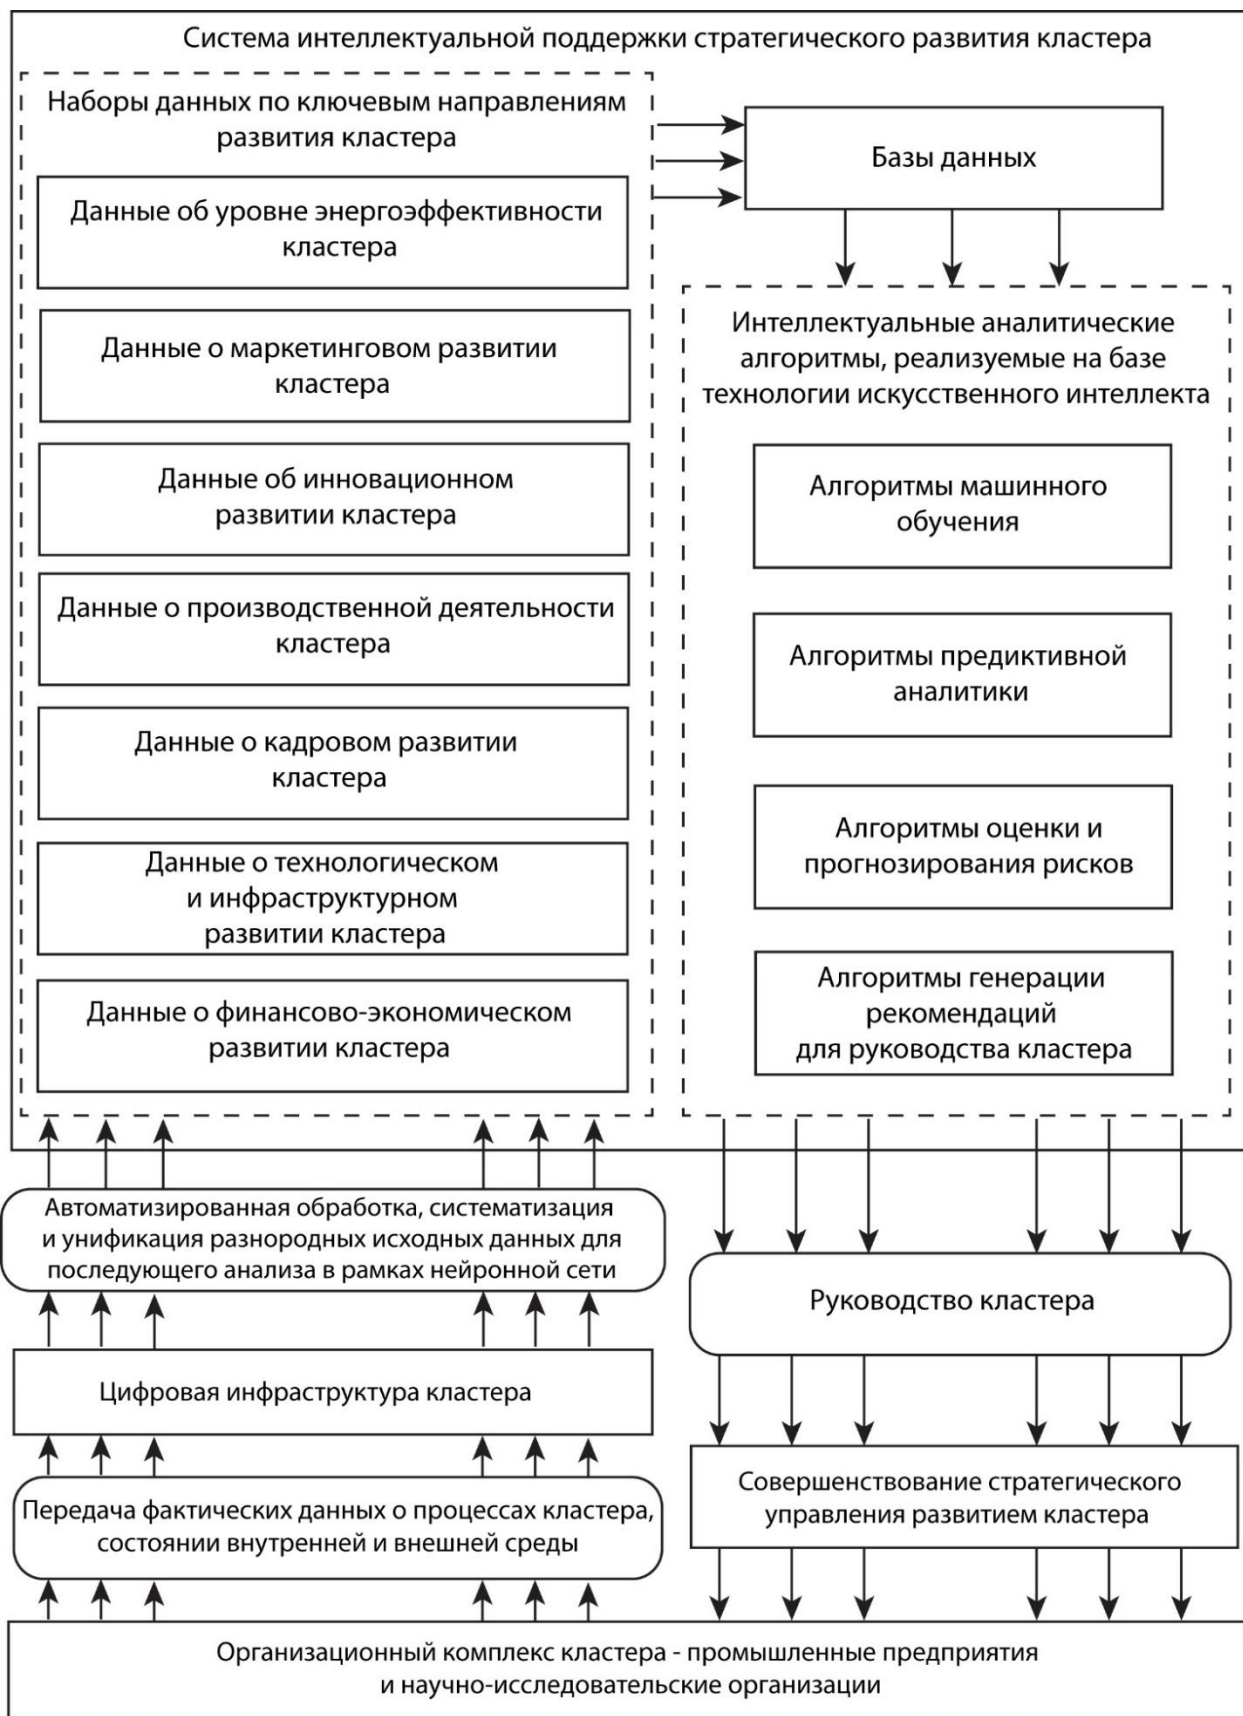 Система интеллектуальной поддержки стратегического развития кластера
Наборы данных по ключевым направлениям
развития кластера
Данные об уровне энергоэффективности
кластера
Данные о маркетинговом развитии
кластера
Данные об инновационном
развитии кластера
Данные о производственной деятельности
кластера
Данные о кадровом развитии
кластера
Данные о технологическом
и инфраструктурном
развитии кластера
Данные о финансово-экономическом
развитии кластера
Базы данных
Интеллектуальные аналитические
алгоритмы, реализуемые на базе
технологии искусственного интеллекта
Алгоритмы машинного
обучения
Алгоритмы предиктивной
аналитики
Алгоритмы оценки и
прогнозирования рисков
Алгоритмы генерации
рекомендаций
для руководства кластера
Автоматизированная обработка, систематизация
и унификация разнородных исходных данных для
последующего анализа в рамках нейронной сети
Цифровая инфраструктура кластера
Передача фактических данных о процессах кластера,
состоянии внутренней и внешней среды
Руководство кластера
Совершенствование стратегического
управления развитием кластера
Организационный комплекс кластера - промышленные предприятия
и научно-исследовательские организации